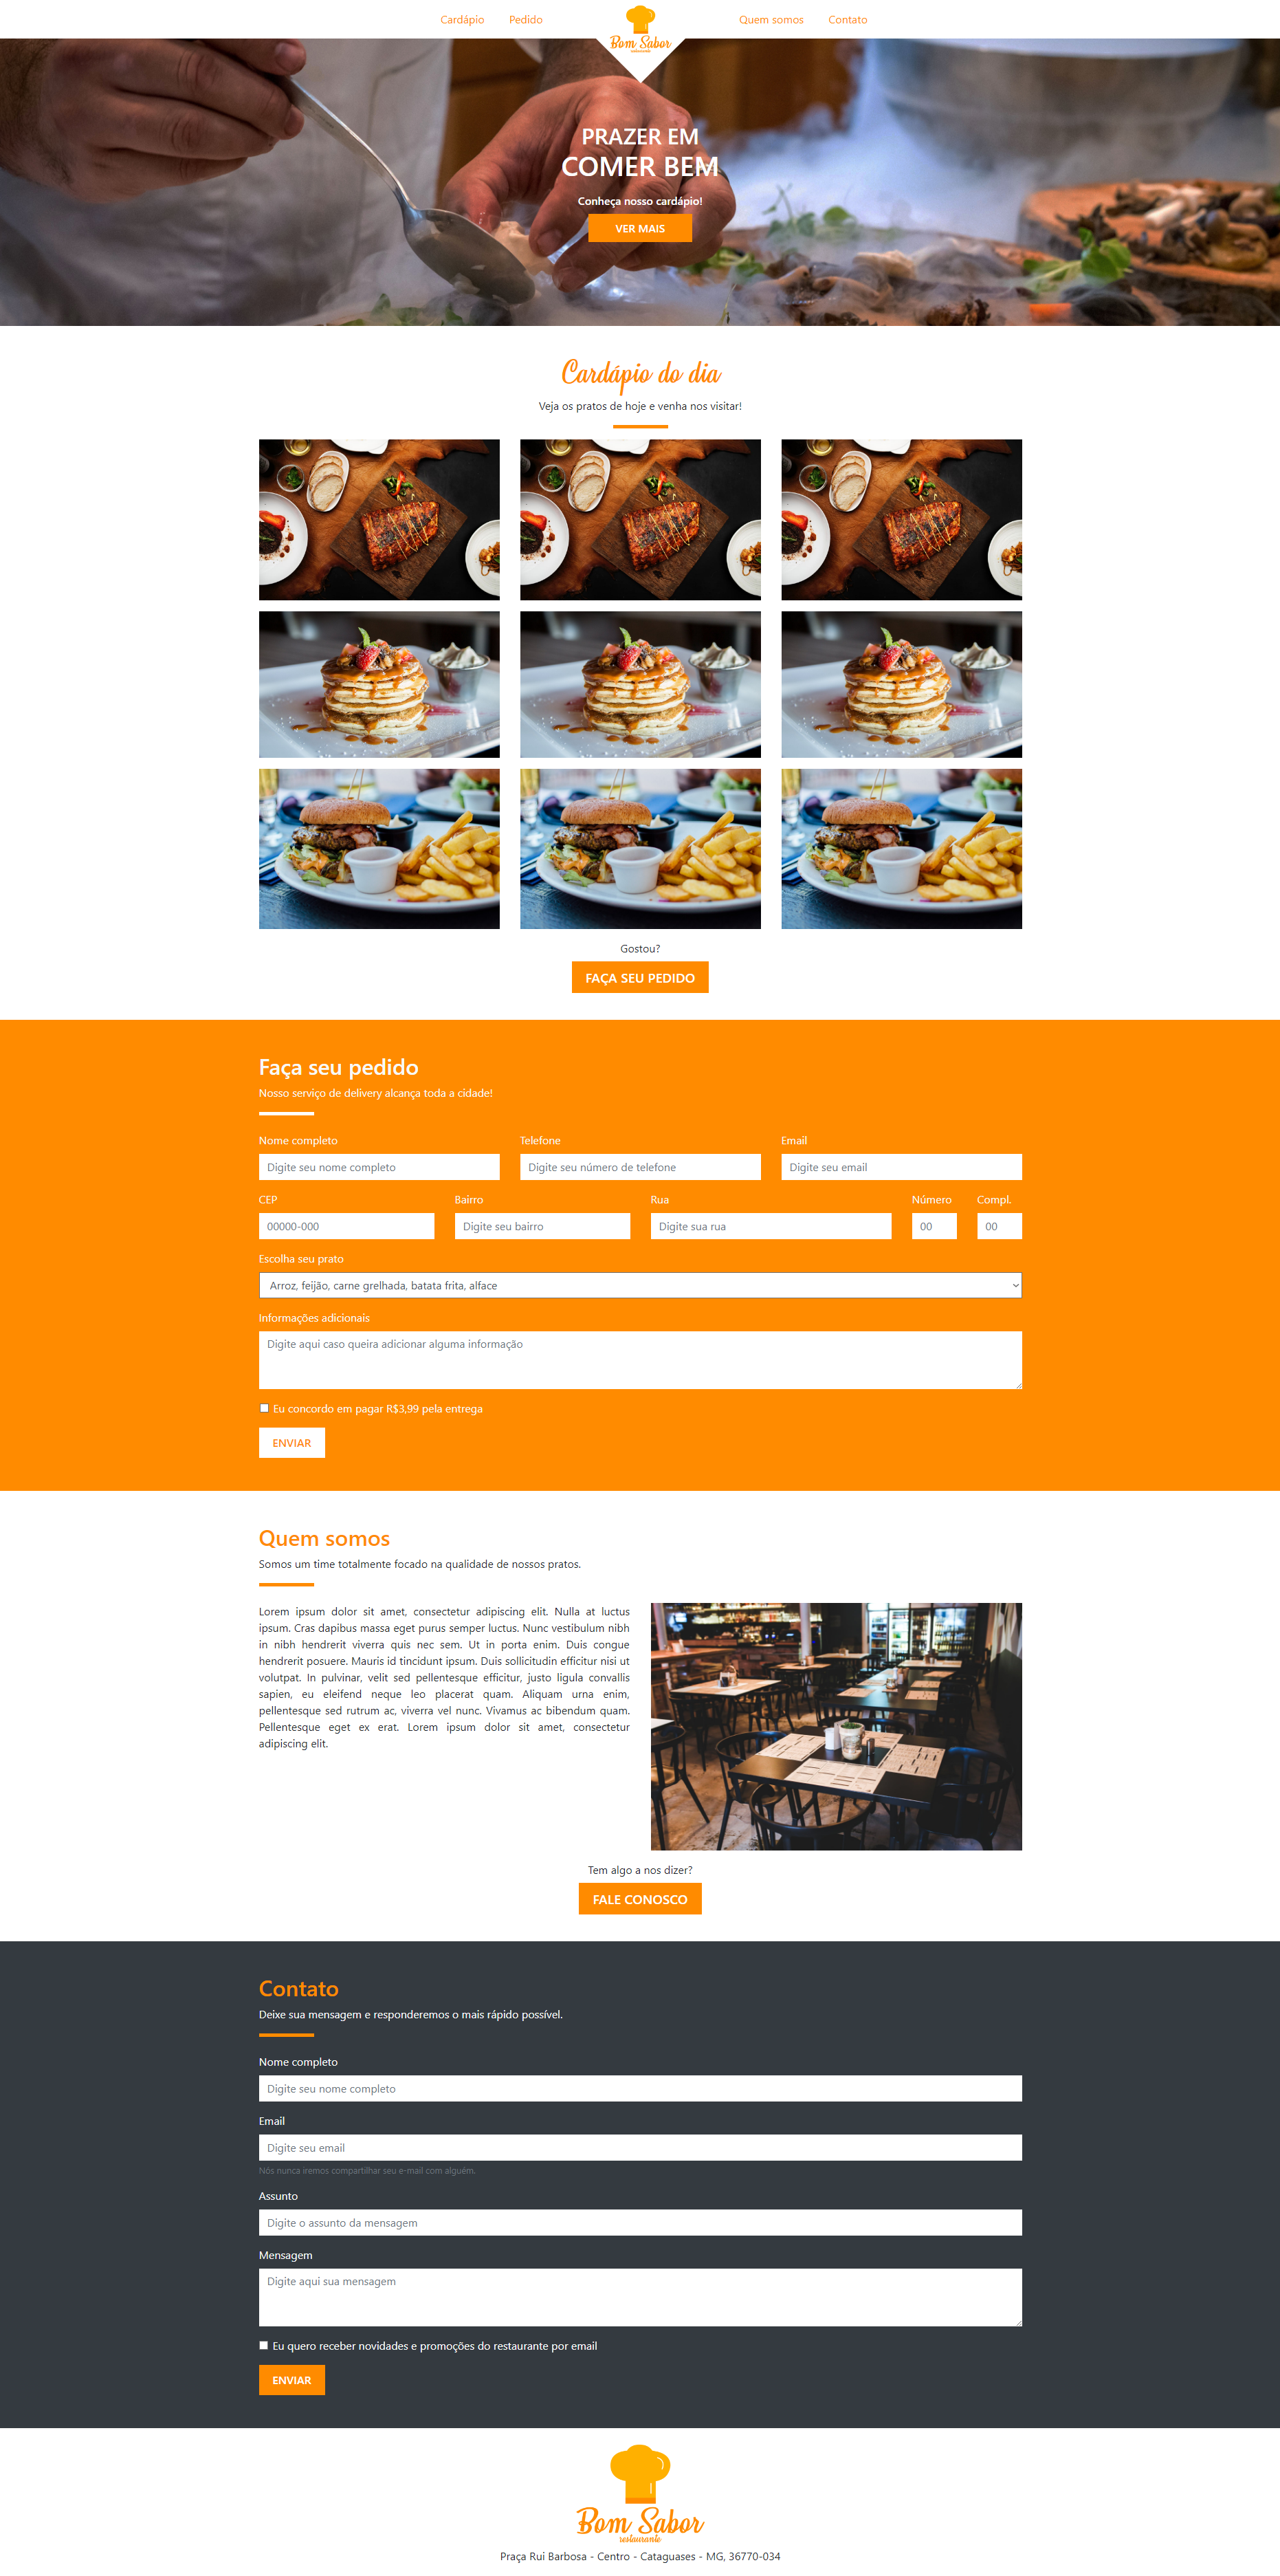 Cardápio Pedido Bom Sabor Quem somos Contato
restaurante
PRAZER EM
COMER BEM
Conheça nosso cardápio!
VER MAIS
Cardápio do dia
Veja os pratos de hoje e venha nos visitar!
Gostou?
FAÇA SEU PEDIDO
Faça seu pedido
Nosso serviço de delivery alcança toda a cidade!
Nome completo Telefone Email
Digite seu nome completo Digite seu número de telefone Digite seu email
CEP Bairro Rua Número Compl.
00000-000 Digite seu bairro Digite sua rua 00 00
Escolha seu prato
Arroz, feijão, carne grelhada, batata frita, alface
Informações adicionais
Digite aqui caso queira adicionar alguma informação
Eu concordo em pagar R$3,99 pela entrega
ENVIAR
Quem somos
Somos um time totalmente focado na qualidade de nossos pratos.
Lorem ipsum dolor sit amet, consectetur adipiscing elit. Nulla at luctus
ipsum. Cras dapibus massa eget purus semper luctus. Nunc vestibulum nibh
in nibh hendrerit viverra quis nec sem. Ut in porta enim. Duis congue
hendrerit posuere. Mauris id tincidunt ipsum. Duis sollicitudin efficitur nisi ut
volutpat. In pulvinar, velit sed pellentesque efficitur, justo ligula convallis
sapien, eu eleifend neque leo placerat quam. Aliquam urna enim,
pellentesque sed rutrum ac, viverra vel nunc. Vivamus ac bibendum quam.
Pellentesque eget ex erat. Lorem ipsum dolor sit amet, consectetur
adipiscing elit.
Tem algo a nos dizer?
FALE CONOSCO
Contato
Deixe sua mensagem e responderemos o mais rápido possível.
Nome completo
Digite seu nome completo
Email
Digite seu email
Nós nunca iremos compartilhar seu e-mail com alguém.
Assunto
Digite o assunto da mensagem
Mensagem
Digite aqui sua mensagem
Eu quero receber novidades e promoções do restaurante por email
ENVIAR
Bom Sabor
restaurante
Praça Rui Barbosa - Centro - Cataguases - MG, 36770-034